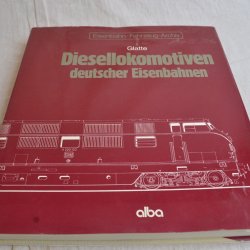 Eisenbahn-Fahrzeug-Archiv
Glatte
Diesellokomotiven
deutscher Eisenbahnen
alba